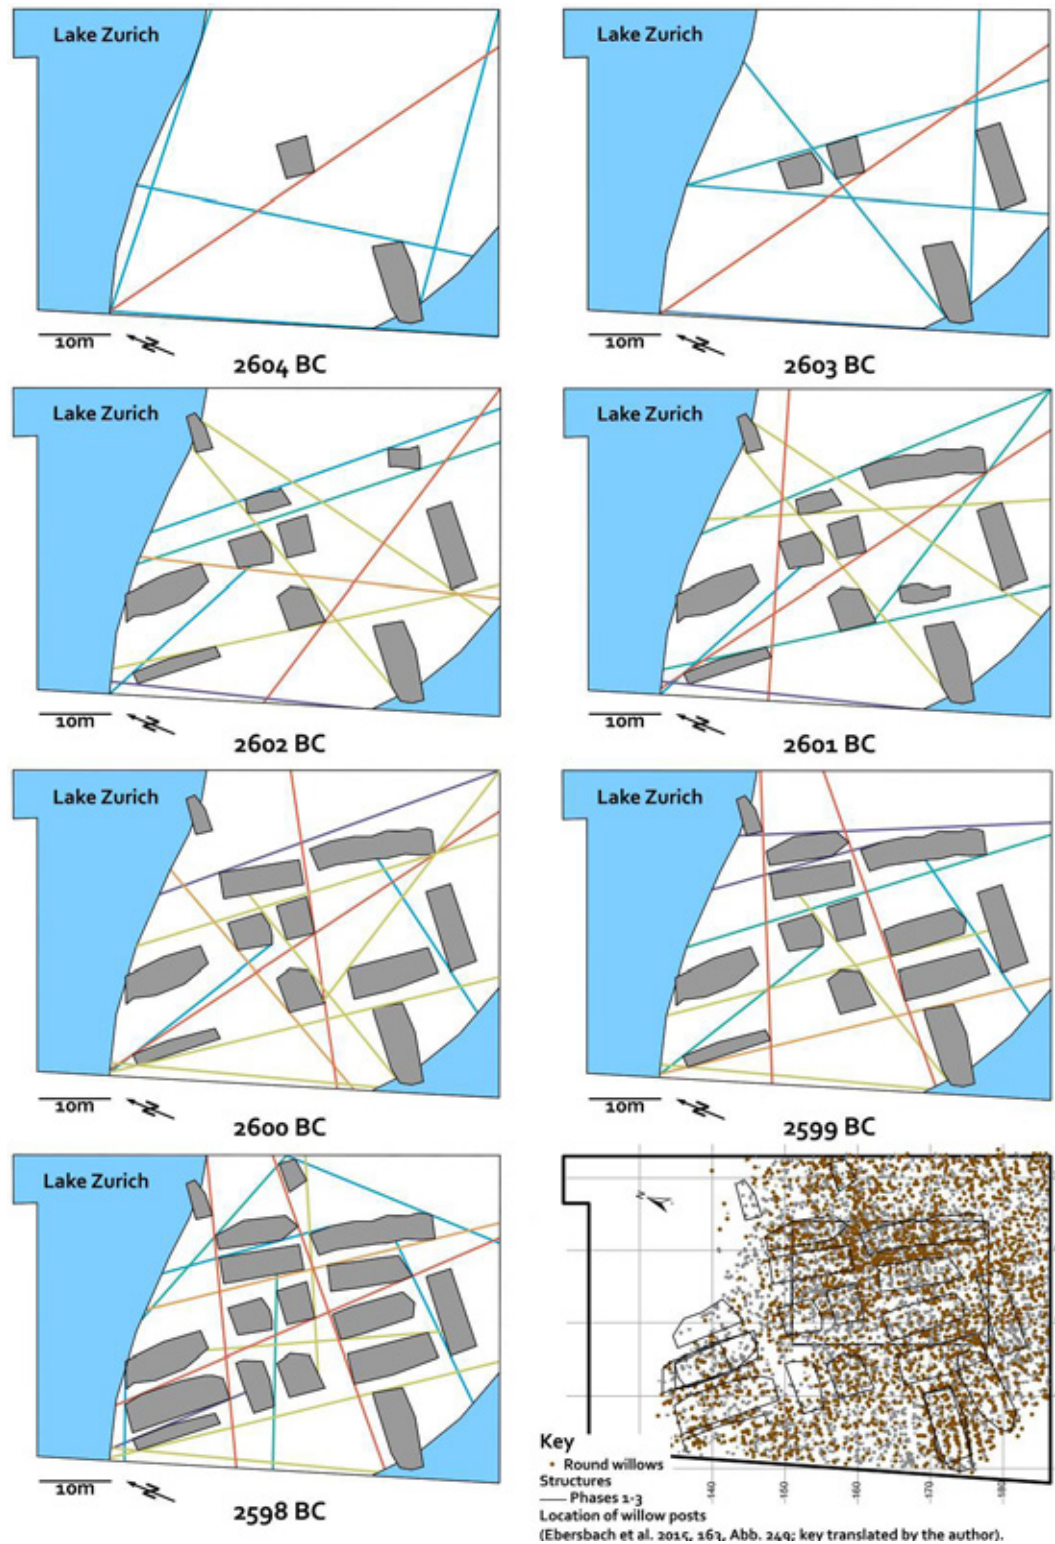 Lake Zurich
10m
N
2604 BC
Lake Zurich
10m
N
2603 BC
Lake Zurich
10m
N
2602 BC
Lake Zurich
10m
N
2601 BC
Lake Zurich
10m
N
2600 BC
Lake Zurich
10m
N
2599 BC
Lake Zurich
10m
N
2598 BC
N
-140
-150
-160
-170
-180
Key
Round willows
Structures
Phases 1-3
Location of willow posts
(Ebersbach et al. 2015, 163, Abb. 249; key translated by the author).